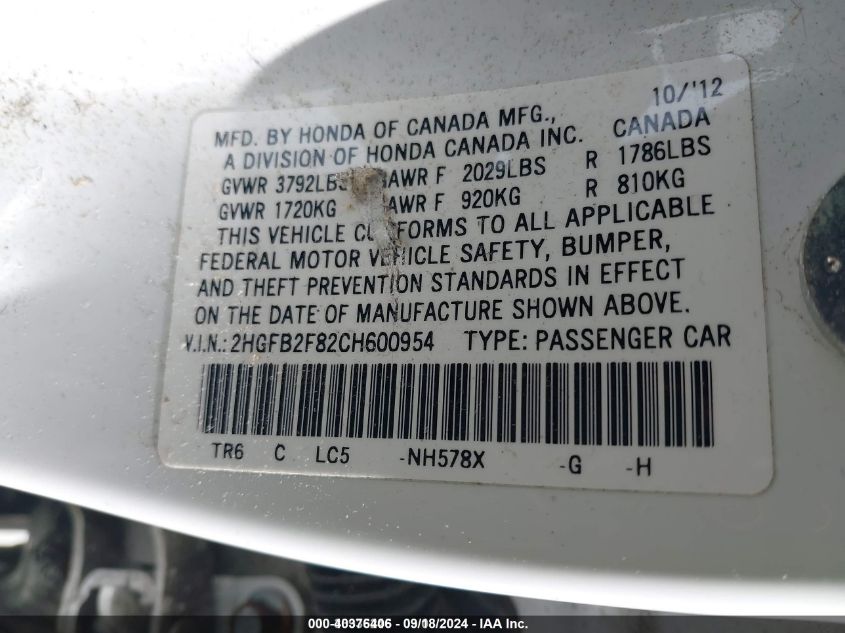 10/'12
MFD. BY HONDA OF CANADA MFG., CANADA
A DIVISION OF HONDA CANADA INC.
GVWR 3792LBS GAWR F 2029LBS R 1786LBS
GVWR 1720KG GAWR F 920KG R 810KG
THIS VEHICLE CONFORMS TO ALL APPLICABLE
FEDERAL MOTOR VEHICLE SAFETY, BUMPER,
AND THEFT PREVENTION STANDARDS IN EFFECT
ON THE DATE OF MANUFACTURE SHOWN ABOVE.
V.I.N.: 2HGFB2F82CH600954 TYPE: PASSENGER CAR
TR6 C LC5 -NH578X -G -H
09/18/2024 - IAA Inc.